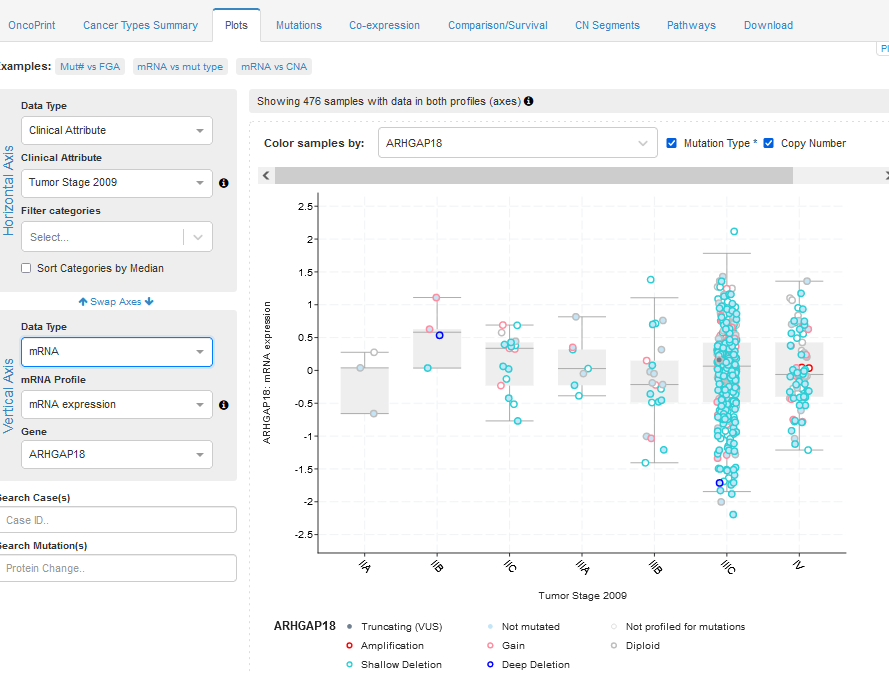 OncoPrint Cancer Types Summary Plots Mutations Co-expression Comparison/Survival CN Segments Pathways Download
Pl
xamples: Mut# vs FGA mRNA vs mut type mRNA vs CNA
Horizontal Axis
Data Type
Clinical Attribute
Clinical Attribute
Tumor Stage 2009
Filter categories
Select...
Sort Categories by Median
Swap Axes
Vertical Axis
Data Type
mRNA
mRNA Profile
mRNA expression
Gene
ARHGAP18
earch Case(s)
Case ID..
earch Mutation(s)
Protein Change..
Showing 476 samples with data in both profiles (axes)
Color samples by: ARHGAP18 Mutation Type * Copy Number
ARHGAP18: mRNA expression
2.5
2
1.5
1
0.5
0
-0.5
-1
-1.5
-2
-2.5
IIA IIB IIC IIIA IIIB IIIC IV
Tumor Stage 2009
ARHGAP18 Truncating (VUS) Not mutated Not profiled for mutations
Amplification Gain Diploid
Shallow Deletion Deep Deletion